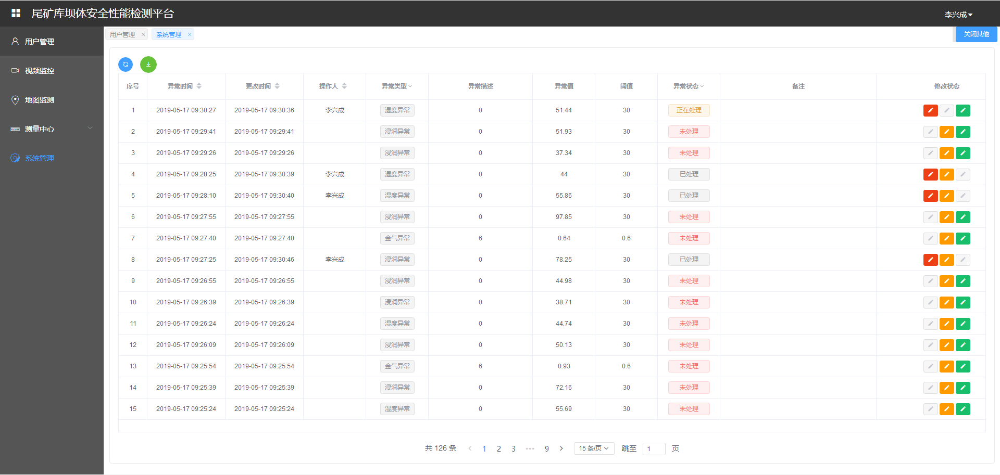 尾矿库坝体安全性能检测平台
李兴成
用户管理
视频监控
地图监测
测量中心
系统管理
用户管理 × 系统管理 × 关闭其他
序号 异常时间 更改时间 操作人 异常类型 异常描述 异常值 阈值 异常状态 备注 修改状态
1 2019-05-17 09:30:27 2019-05-17 09:30:36 李兴成 湿度异常 0 51.44 30 正在处理
2 2019-05-17 09:29:41 2019-05-17 09:29:41 浸润异常 0 51.93 30 未处理
3 2019-05-17 09:29:26 2019-05-17 09:29:26 浸润异常 0 37.34 30 未处理
4 2019-05-17 09:28:25 2019-05-17 09:30:39 李兴成 湿度异常 0 44 30 已处理
5 2019-05-17 09:28:10 2019-05-17 09:30:40 李兴成 湿度异常 0 55.86 30 已处理
6 2019-05-17 09:27:55 2019-05-17 09:27:55 浸润异常 0 97.85 30 未处理
7 2019-05-17 09:27:40 2019-05-17 09:27:40 金气异常 6 0.64 0.6 未处理
8 2019-05-17 09:27:25 2019-05-17 09:30:46 李兴成 浸润异常 0 78.25 30 已处理
9 2019-05-17 09:26:55 2019-05-17 09:26:55 浸润异常 0 44.98 30 未处理
10 2019-05-17 09:26:39 2019-05-17 09:26:39 浸润异常 0 38.71 30 未处理
11 2019-05-17 09:26:24 2019-05-17 09:26:24 湿度异常 0 44.74 30 未处理
12 2019-05-17 09:26:09 2019-05-17 09:26:09 浸润异常 0 50.13 30 未处理
13 2019-05-17 09:25:54 2019-05-17 09:25:54 金气异常 6 0.93 0.6 未处理
14 2019-05-17 09:25:39 2019-05-17 09:25:39 浸润异常 0 72.16 30 未处理
15 2019-05-17 09:25:24 2019-05-17 09:25:24 湿度异常 0 55.69 30 未处理
共 126 条 1 2 3 ••• 9 15 条/页 跳至 1 页